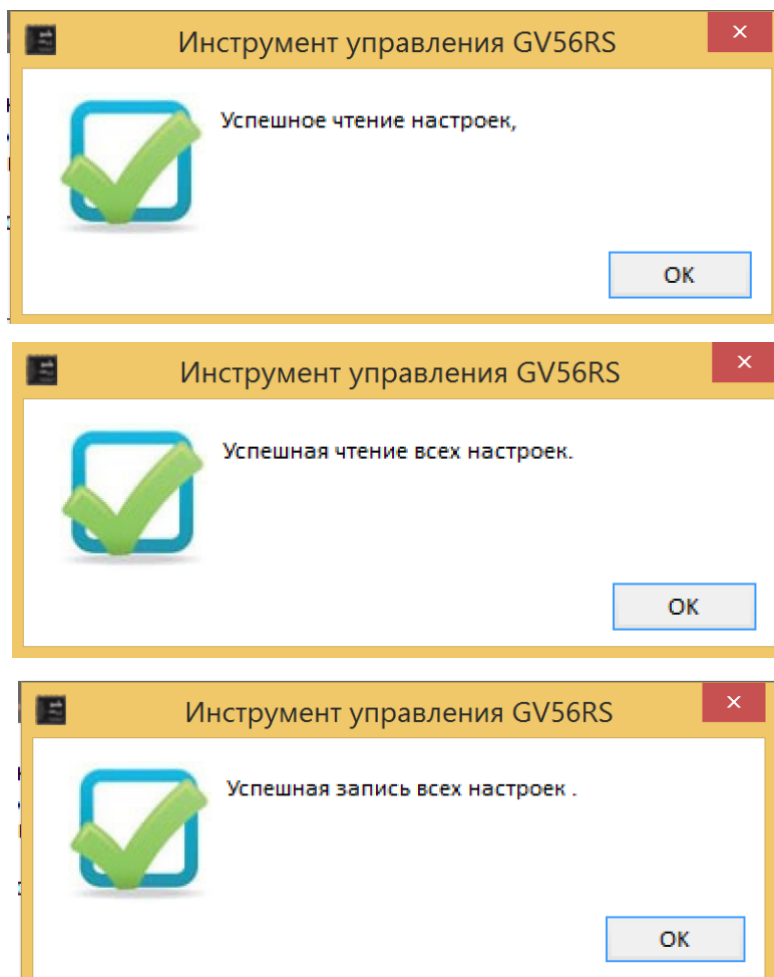 Инструмент управления GV56RS
Успешное чтение настроек,
OK
Инструмент управления GV56RS
Успешная чтение всех настроек.
OK
Инструмент управления GV56RS
Успешная запись всех настроек .
OK